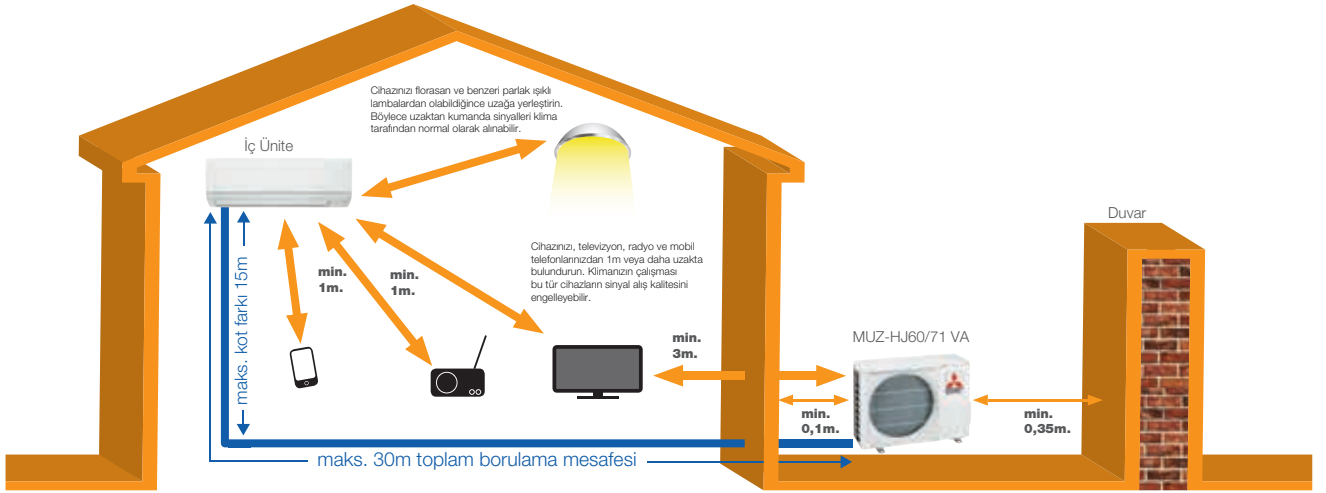 Cihazınızı florasan ve benzeri parlak ışıklı
lambalardan olabildiğince uzağa yerleştirin.
Böylece uzaktan kumanda sinyalleri klima
tarafından normal olarak alınabilir.
İç Ünite
Duvar
Cihazınızı, televizyon, radyo ve mobil
telefonlarınızdan 1m veya daha uzakta
bulundurun. Klimanızın çalışması
bu tür cihazların sinyal alış kalitesini
engelleyebilir.
maks. kot farkı 15m
min.
1m.
min.
1m.
min.
3m.
MUZ-HJ60/71 VA
min.
0,1m.
min.
0,35m.
maks. 30m toplam borulama mesafesi